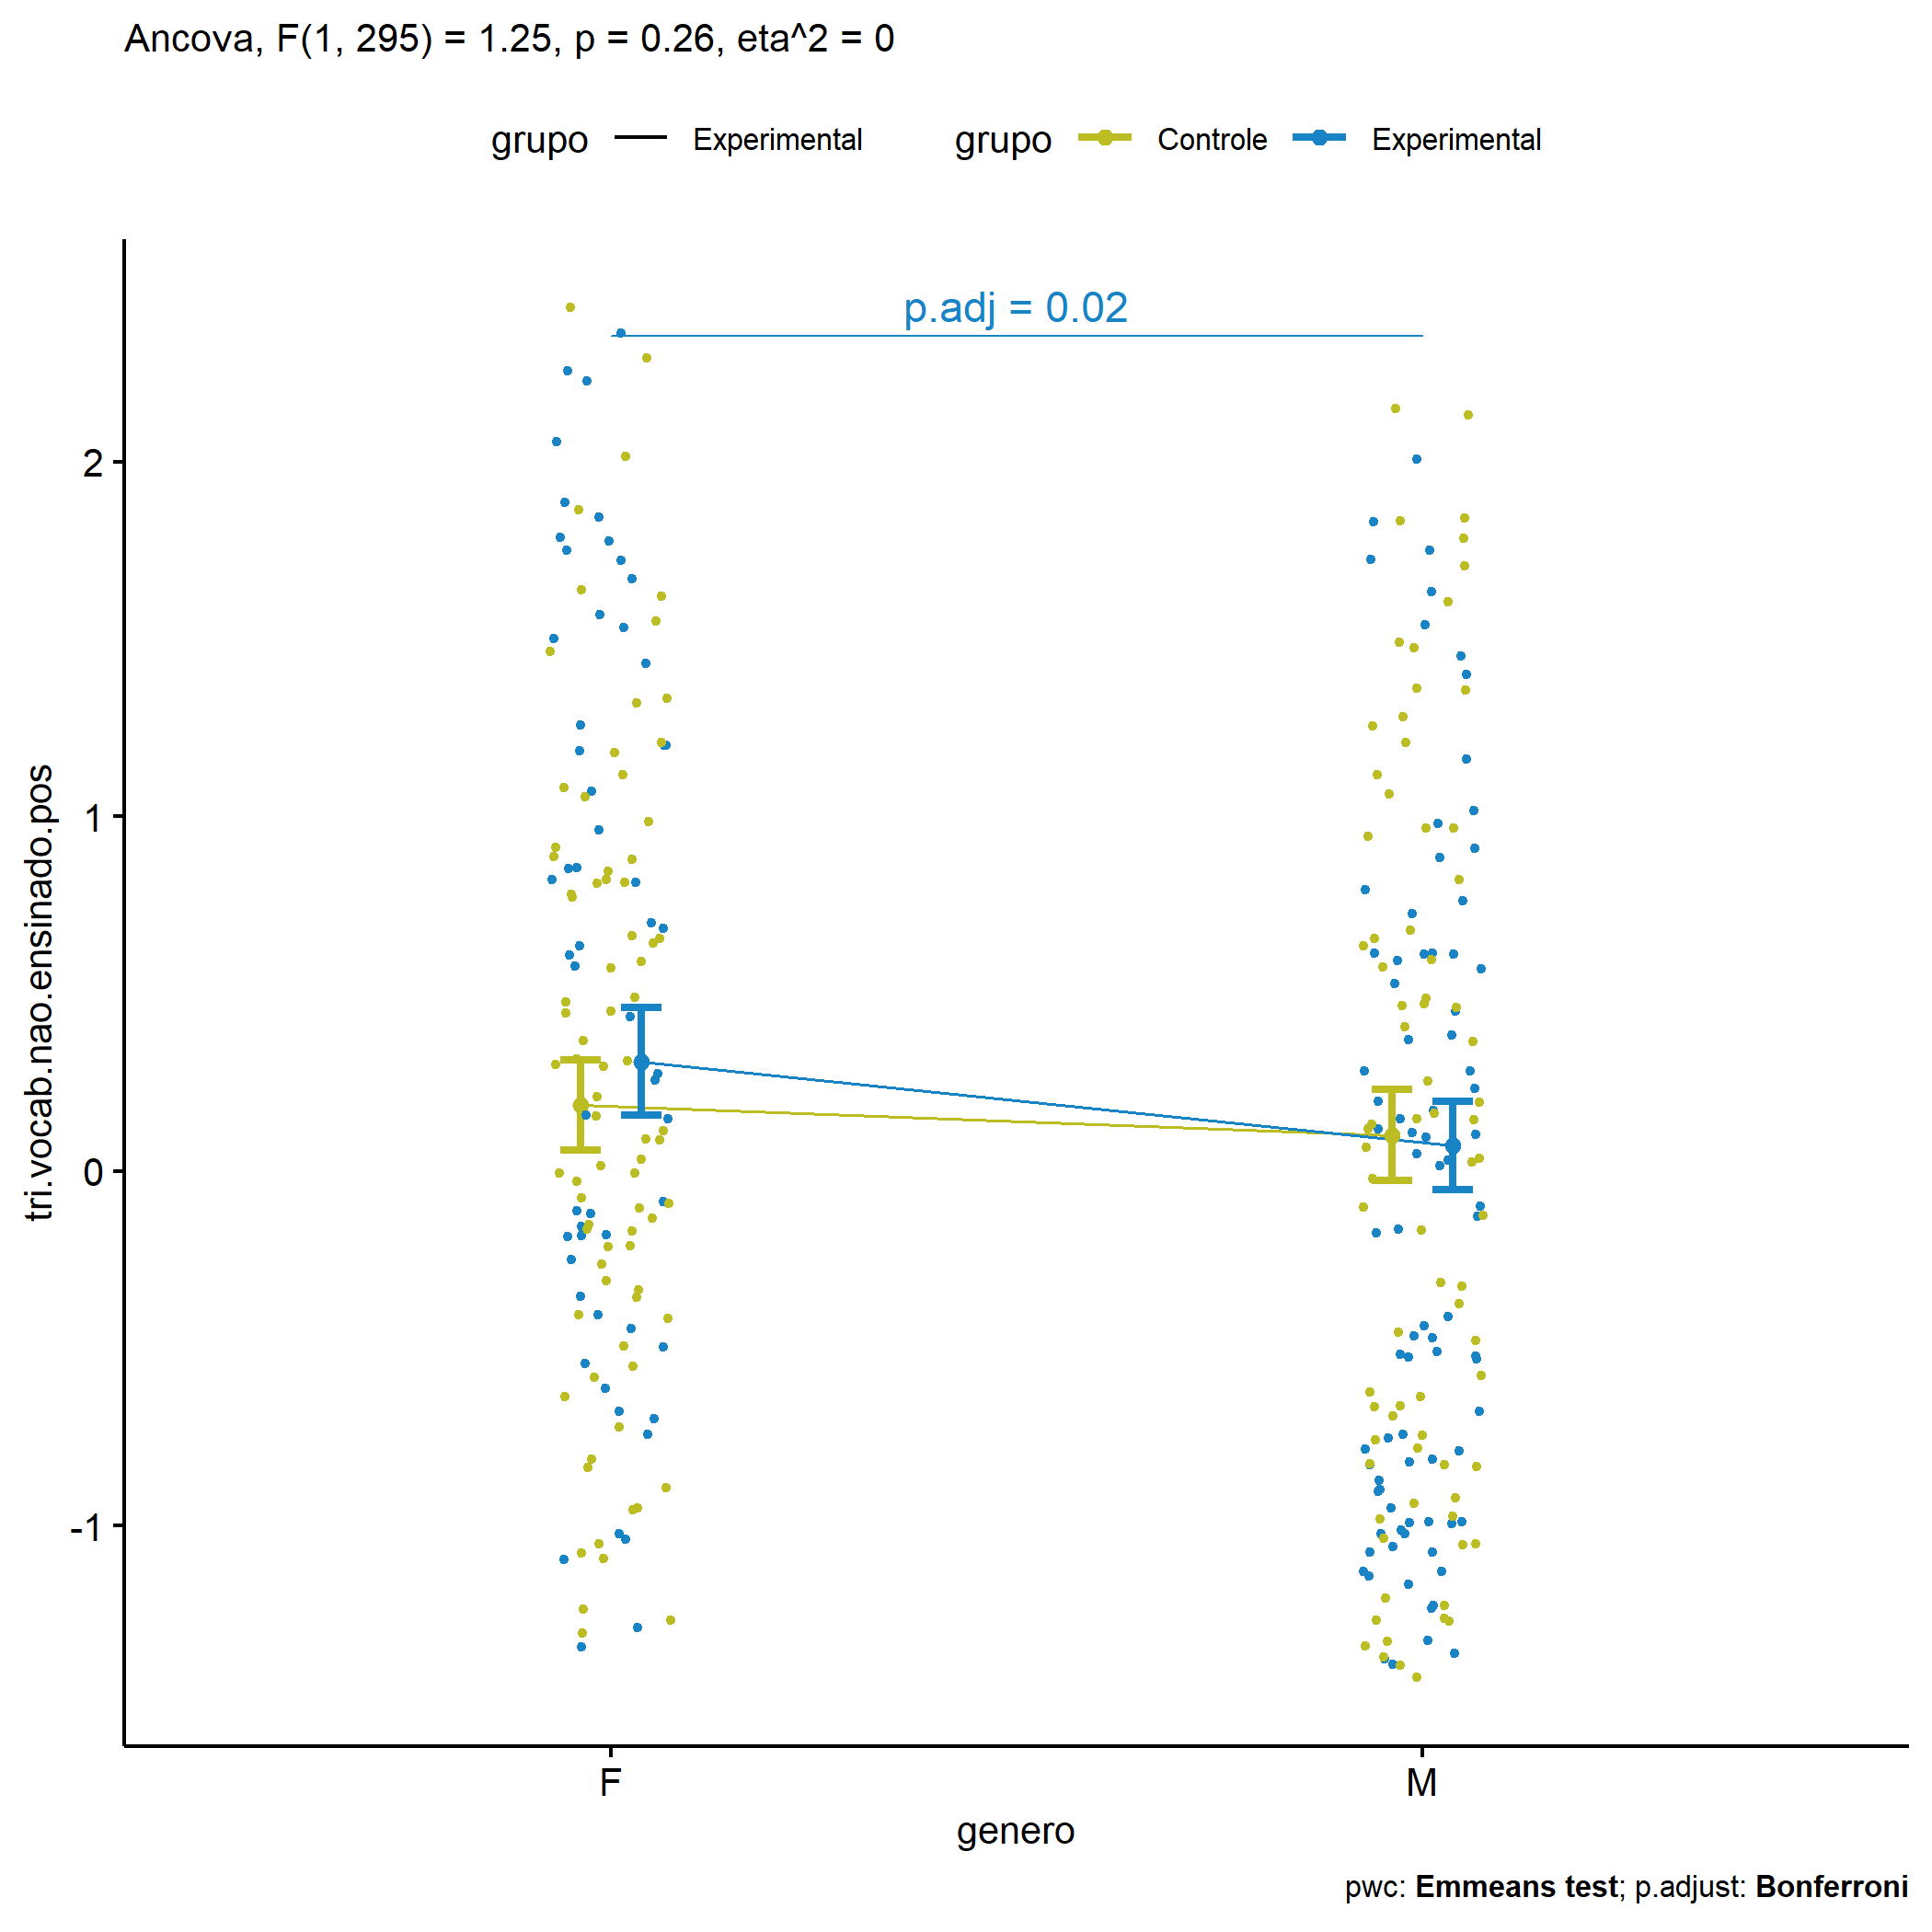 Ancova, F(1, 295) = 1.25, p = 0.26, eta^2 = 0
grupo Experimental grupo Controle Experimental
p.adj = 0.02
2
1
0
-1
tri.vocab.nao.ensinado.pos
F M
genero
pwc: Emmeans test; p.adjust: Bonferroni